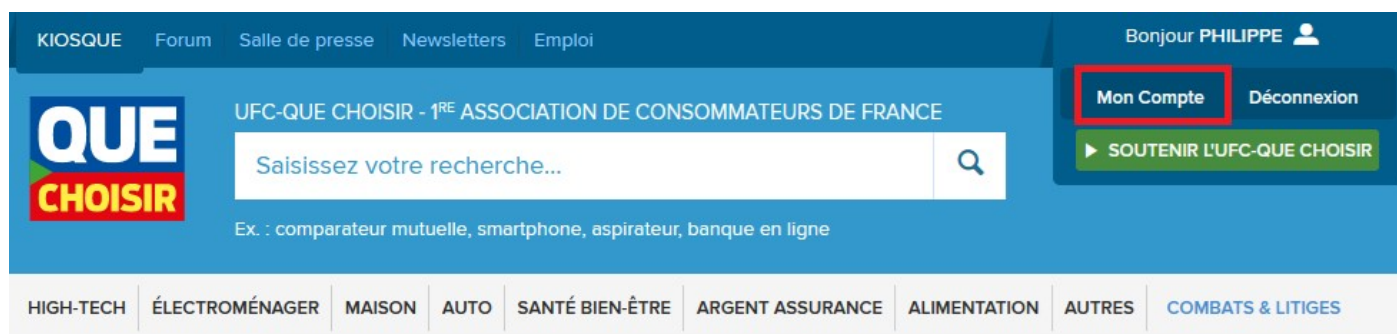 KIOSQUE Forum Salle de presse Newsletters Emploi
Bonjour PHILIPPE
Mon Compte Déconnexion
SOUTENIR L'UFC-QUE CHOISIR
QUE
CHOISIR
UFC-QUE CHOISIR - 1RE ASSOCIATION DE CONSOMMATEURS DE FRANCE
Saisissez votre recherche...
Ex. : comparateur mutuelle, smartphone, aspirateur, banque en ligne
HIGH-TECH ÉLECTROMÉNAGER MAISON AUTO SANTÉ BIEN-ÊTRE ARGENT ASSURANCE ALIMENTATION AUTRES COMBATS & LITIGES